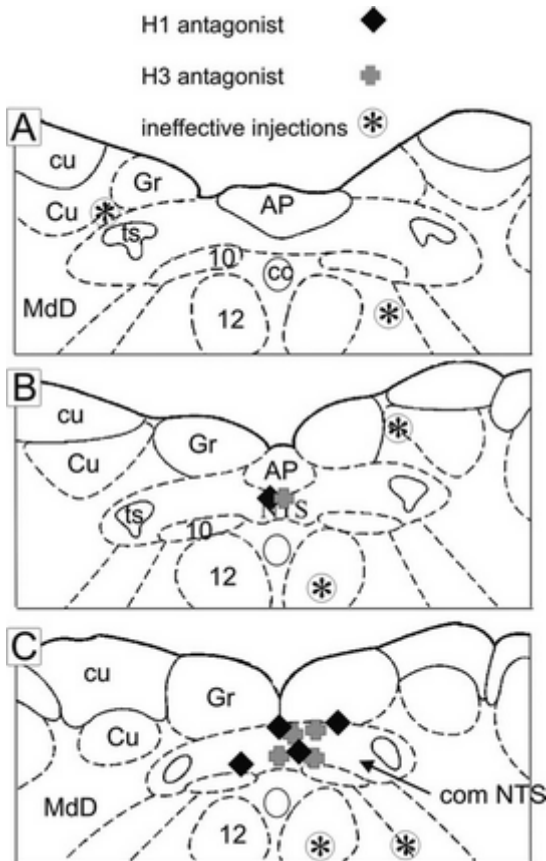 H1 antagonist
H3 antagonist
ineffective injections
A
cu
Gr
AP
Cu
ts
10
cc
MdD
12
B
cu
Gr
Cu
AP
ts
NTS
10
12
C
cu
Gr
Cu
MdD
com NTS
12